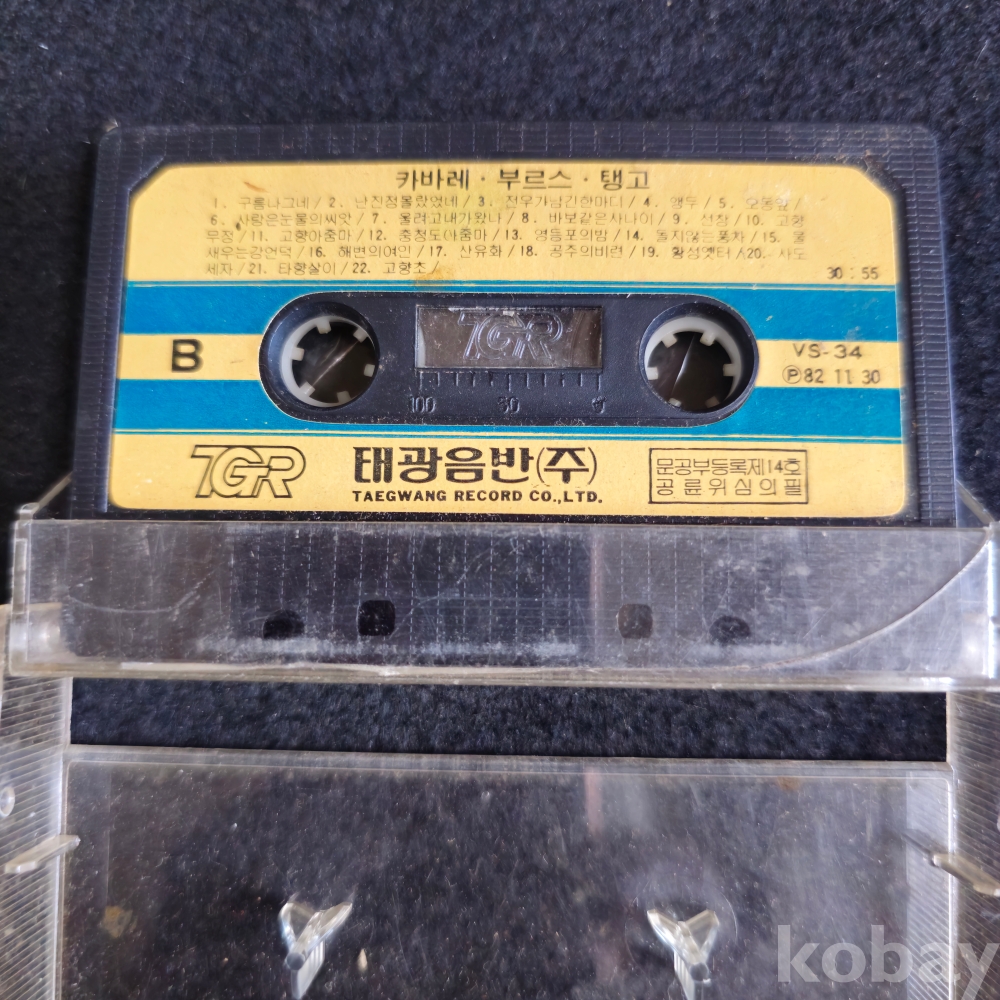 카바레·부르스·탱고
1. 구름나그네/2. 난진정몰랐었네/3. 전우가남긴한마디/4. 앵두/5. 오동잎/
6. 사랑은눈물의씨앗/7. 울려고내가왔나/8. 바보같은사나이/9. 선창/10. 고향
무정/11. 고향아줌마/12. 충청도아줌마/13. 영등포의밤/14. 돌지않는풍차/15. 물
새우는강언덕/16. 해변의여인/17. 산유화/18. 공주의비련/19. 황성옛터/20. 사도
세자/21. 타향살이/22. 고향초/
30:55
B
TGR
VS-34
Ⓟ82 11 30
100 50 0
TGR
태광음반(주)
TAEGWANG RECORD CO.,LTD.
문공부등록제14호
공륜위심의필
kobay